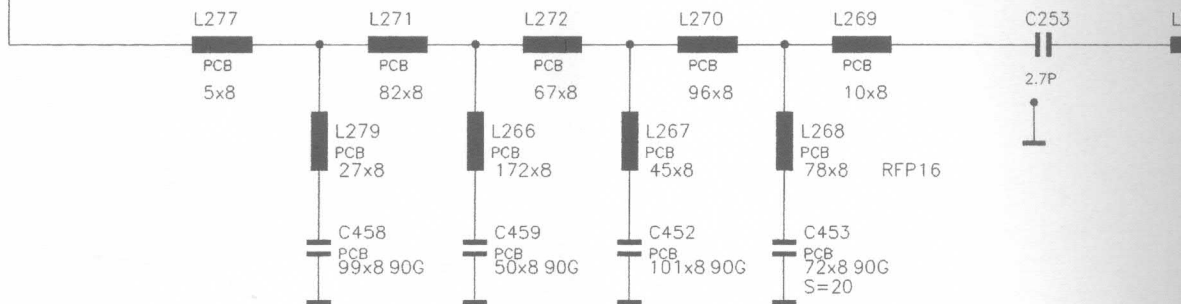 L277 L271 L272 L270 L269 C253 L
PCB PCB PCB PCB PCB 2.7P
5x8 82x8 67x8 96x8 10x8
L279 L266 L267 L268
PCB PCB PCB PCB
27x8 172x8 45x8 78x8 RFP16
C458 C459 C452 C453
PCB PCB PCB PCB
99x8 90G 50x8 90G 101x8 90G 72x8 90G
S=20